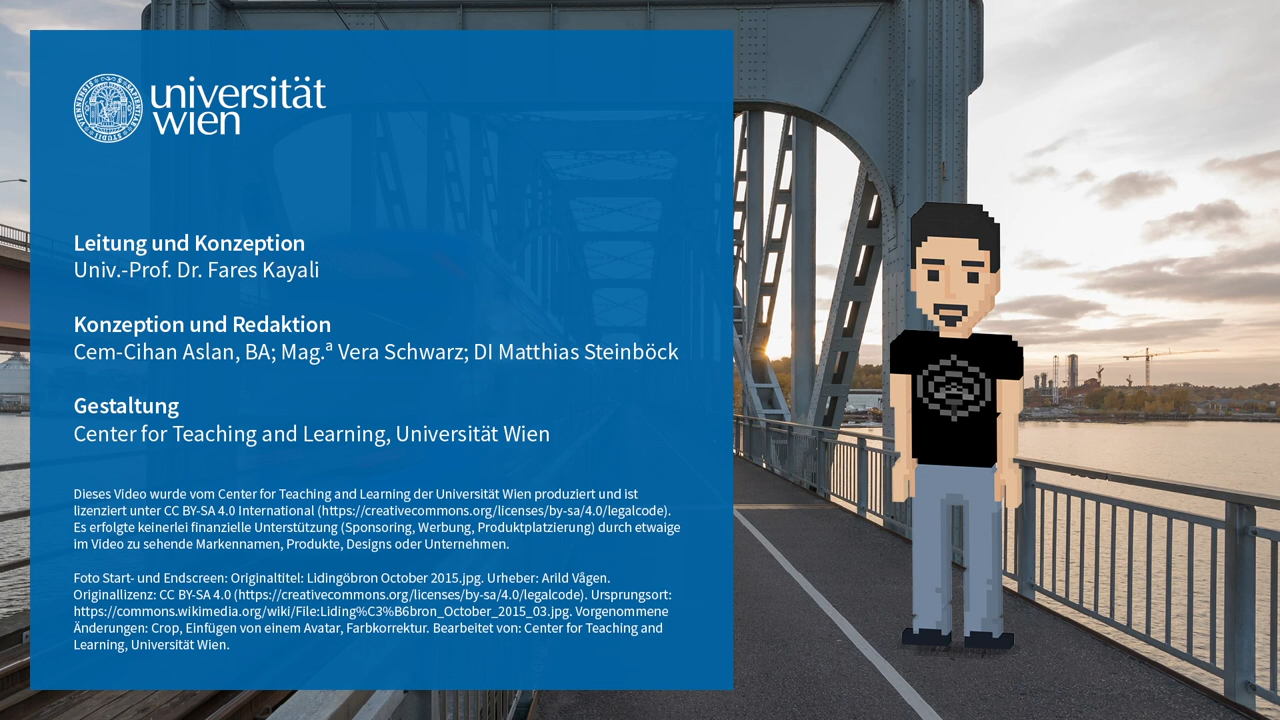 universität
wien
Leitung und Konzeption
Univ.-Prof. Dr. Fares Kayali
Konzeption und Redaktion
Cem-Cihan Aslan, BA; Mag.ª Vera Schwarz; DI Matthias Steinböck
Gestaltung
Center for Teaching and Learning, Universität Wien
Dieses Video wurde vom Center for Teaching and Learning der Universität Wien produziert und ist
lizenziert unter CC BY-SA 4.0 International (https://creativecommons.org/licenses/by-sa/4.0/legalcode).
Es erfolgte keinerlei finanzielle Unterstützung (Sponsoring, Werbung, Produktplatzierung) durch etwaige
im Video zu sehende Markennamen, Produkte, Designs oder Unternehmen.
Foto Start- und Endscreen: Originaltitel: Lidingöbron October 2015.jpg. Urheber: Arild Vågen.
Originallizenz: CC BY-SA 4.0 (https://creativecommons.org/licenses/by-sa/4.0/legalcode). Ursprungsort:
https://commons.wikimedia.org/wiki/File:Liding%C3%B6bron_October_2015_03.jpg. Vorgenommene
Änderungen: Crop, Einfügen von einem Avatar, Farbkorrektur. Bearbeitet von: Center for Teaching and
Learning, Universität Wien.